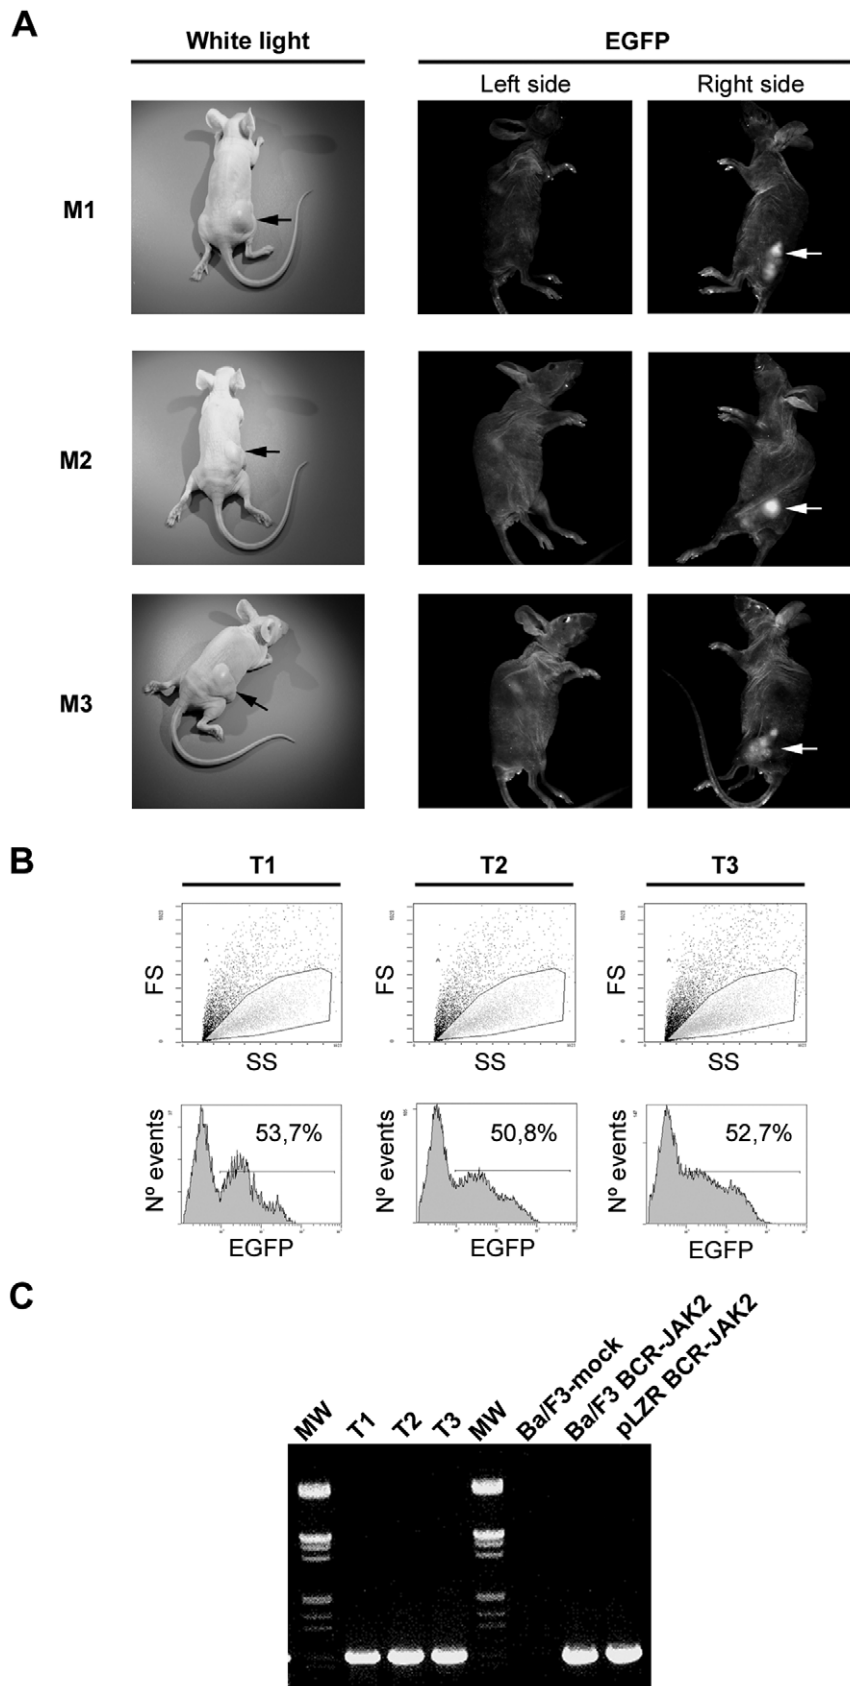 A
White light
EGFP
Left side
Right side
M1
M2
M3
B
T1
T2
T3
FS
FS
FS
A
A
A
SS
SS
SS
Nº events
53,7%
Nº events
50,8%
Nº events
52,7%
EGFP
EGFP
EGFP
C
MW
T1
T2
T3
MW
Ba/F3-mock
Ba/F3 BCR-JAK2
pLZR BCR-JAK2